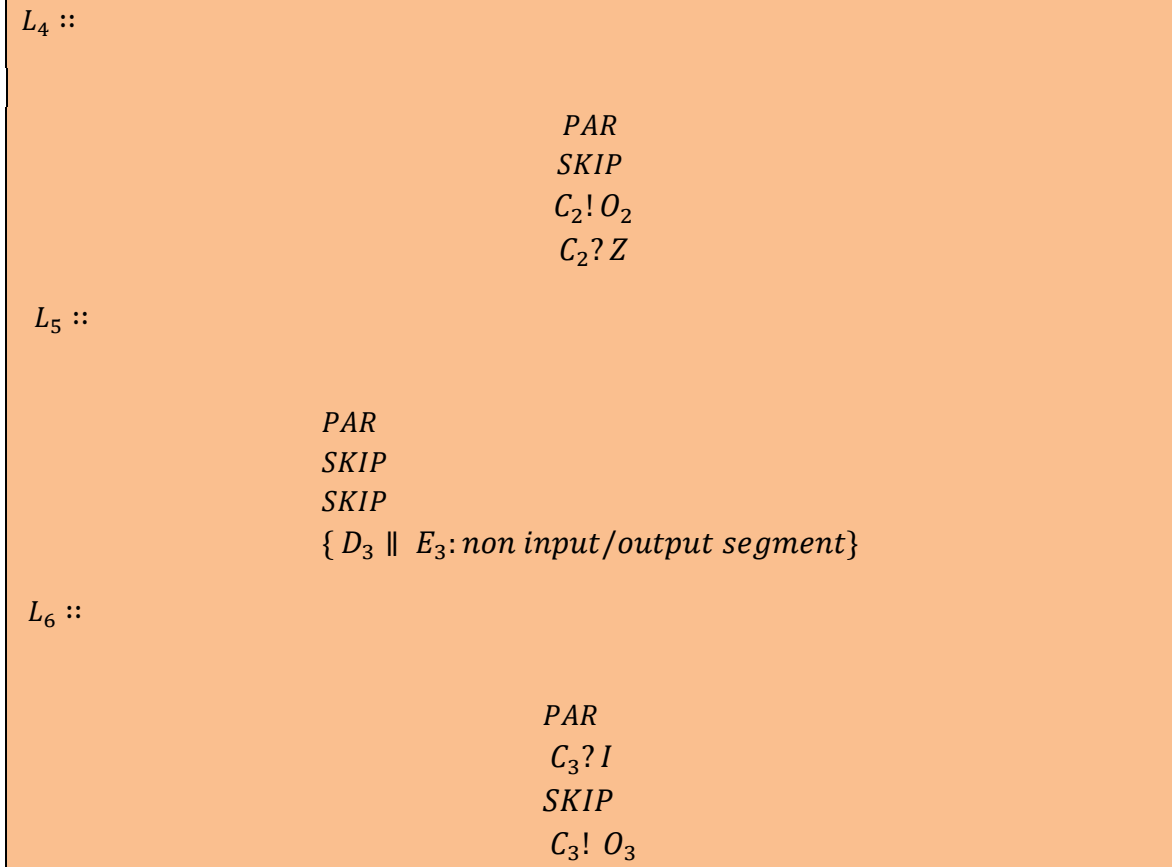 L₄ ::
PAR
SKIP
C₂! O₂
C₂? Z
L₅ ::
PAR
SKIP
SKIP
{ D₃ ∥ E₃: non input/output segment}
L₆ ::
PAR
C₃? I
SKIP
C₃! O₃